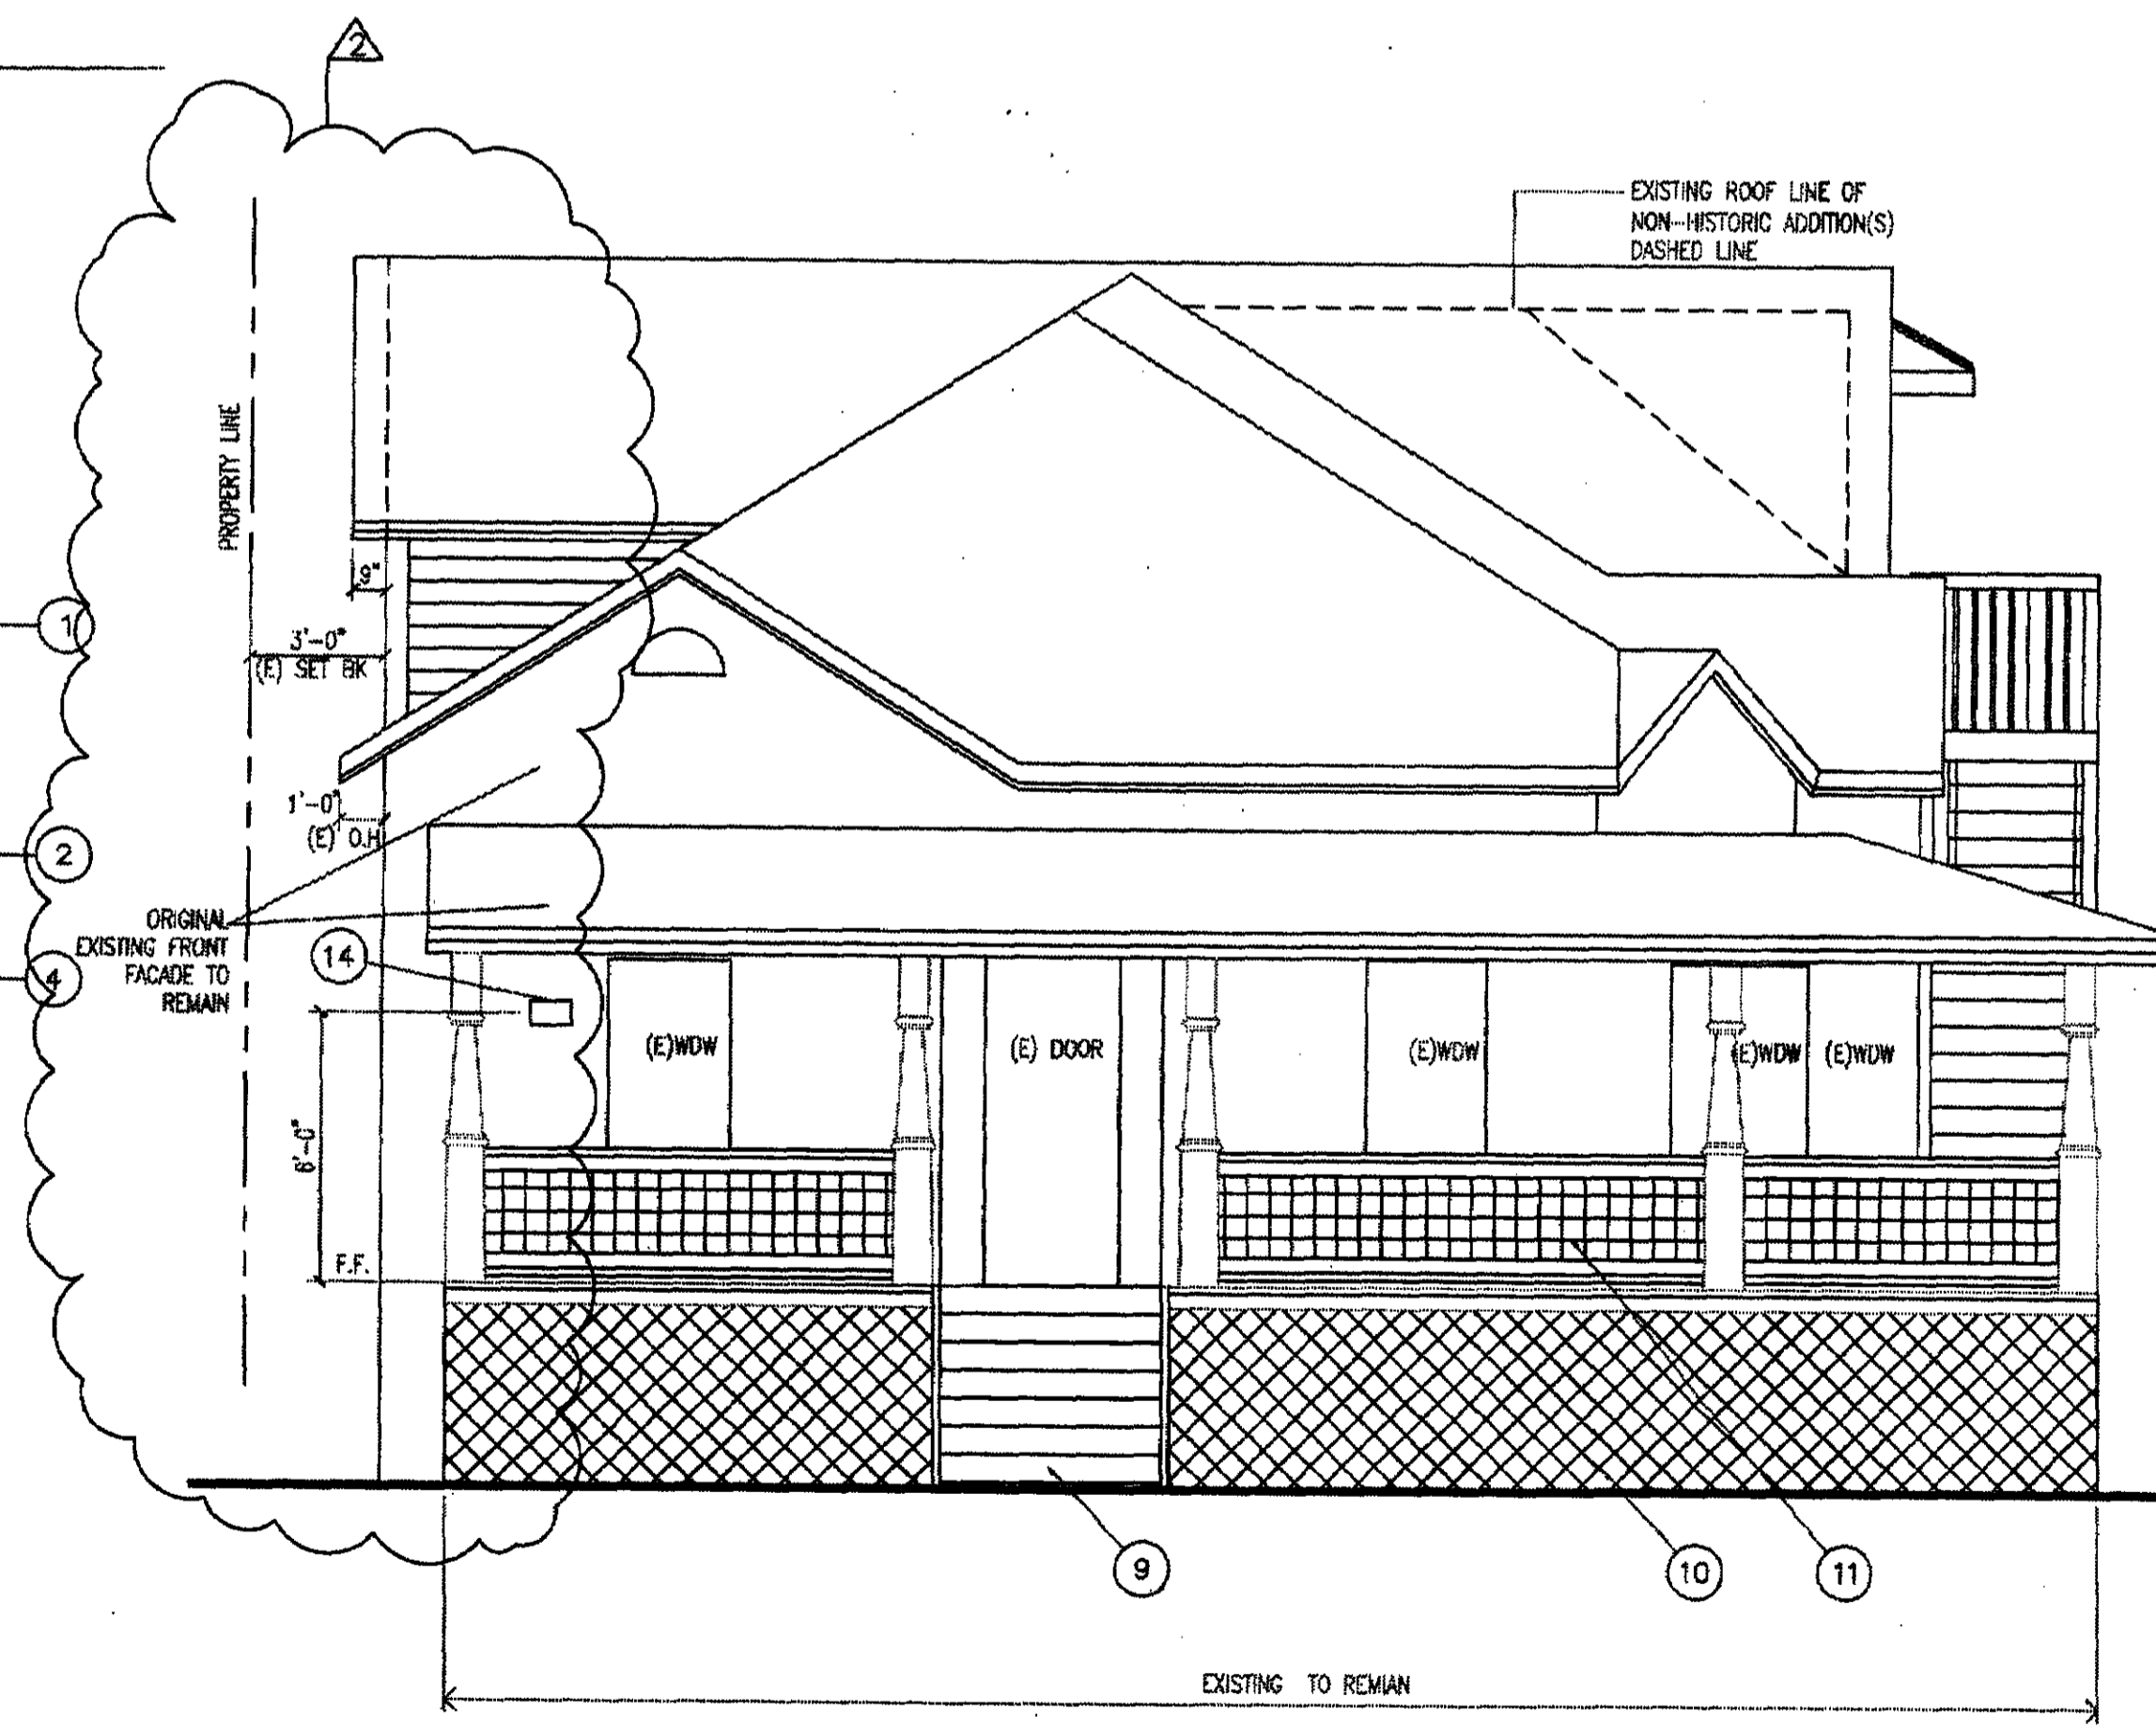 2
EXISTING ROOF LINE OF
NON-HISTORIC ADDITION(S)
DASHED LINE
PROPERTY LINE
9"
1
3'-0"
(E) SET BK
1'-0"
(E) O.H
2
ORIGINAL
EXISTING FRONT
FACADE TO
REMAIN
14
4
(E)WDW
(E) DOOR
(E)WDW
(E)WDW
(E)WDW
6'-0"
F.F.
9
10
11
EXISTING TO REMIAN